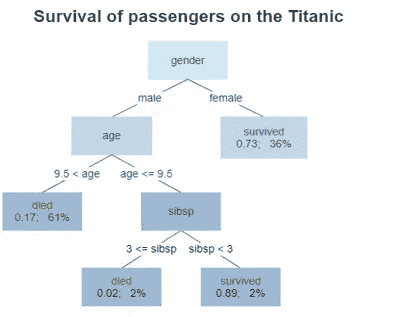 Survival of passengers on the Titanic
gender
male
female
age
survived
0.73; 36%
9.5 < age
age <= 9.5
died
0.17; 61%
sibsp
3 <= sibsp
sibsp < 3
died
0.02; 2%
survived
0.89; 2%